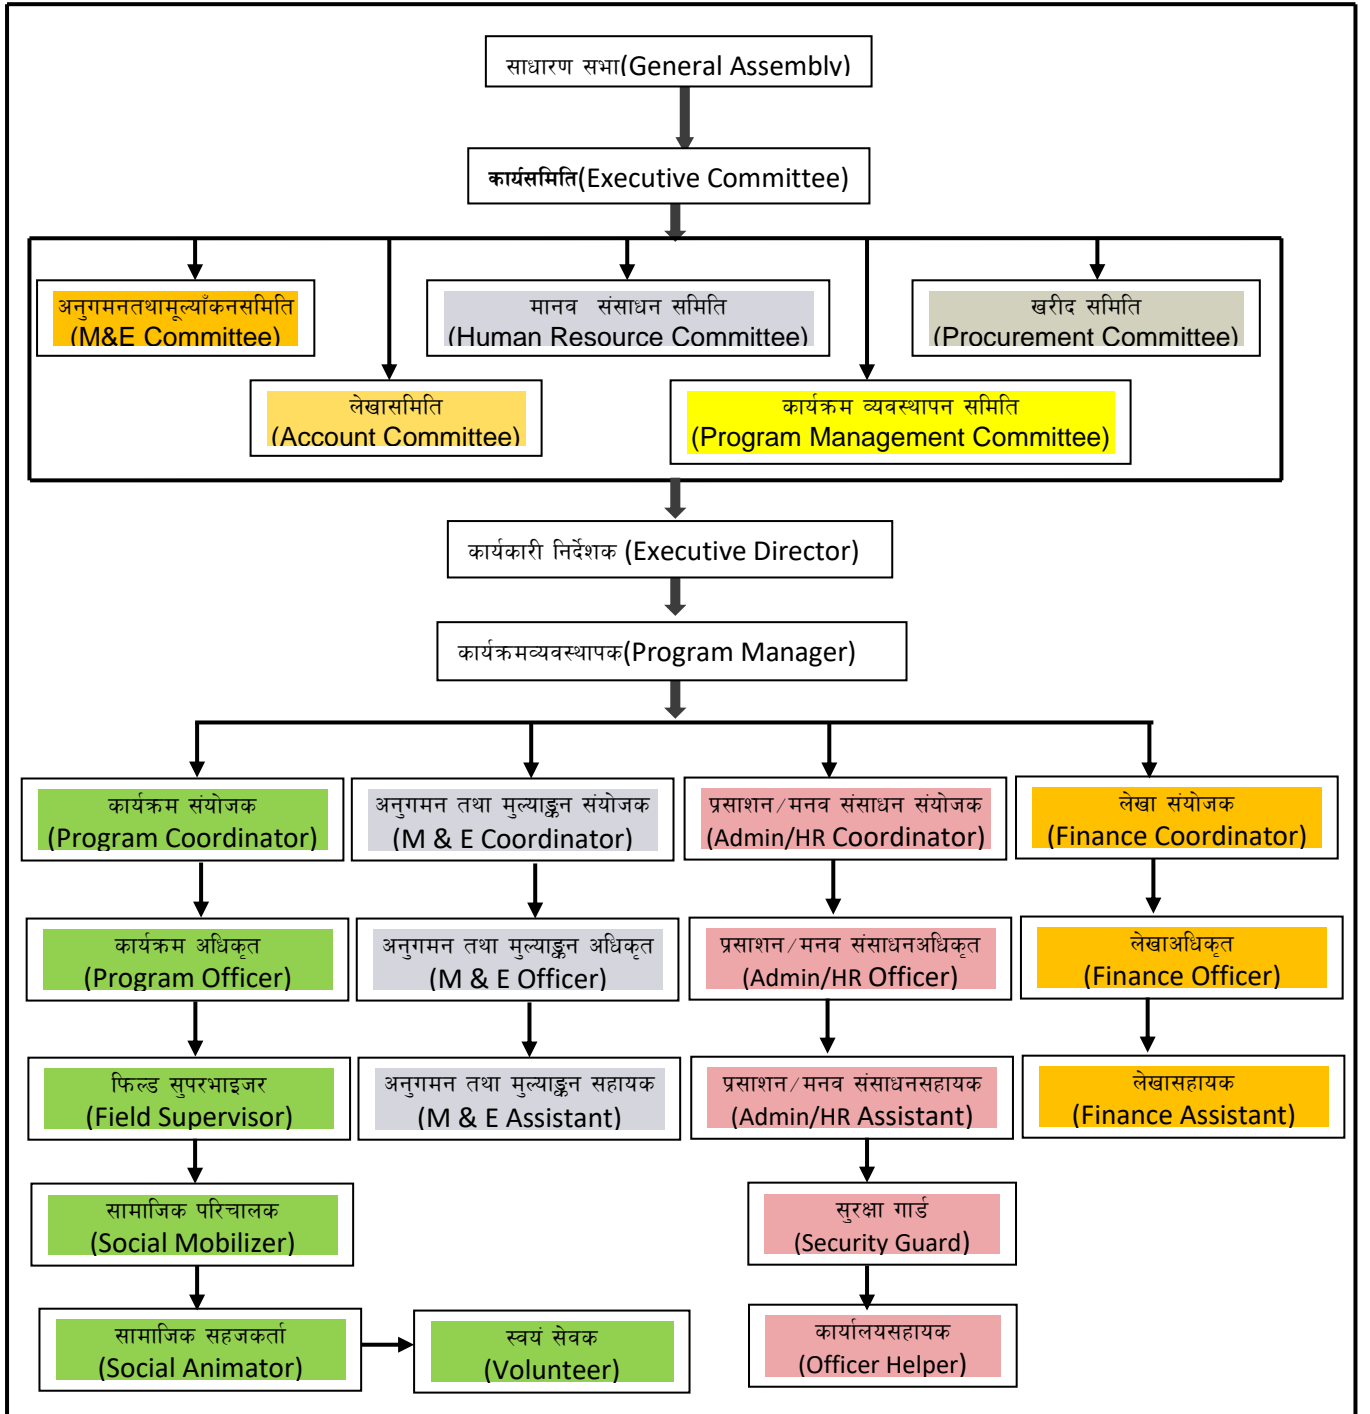 साधारण सभा(General Assembly)
कार्यसमिति(Executive Committee)
अनुगमनतथामूल्याँकनसमिति
(M&E Committee)
मानव संसाधन समिति
(Human Resource Committee)
खरीद समिति
(Procurement Committee)
लेखासमिति
(Account Committee)
कार्यक्रम व्यवस्थापन समिति
(Program Management Committee)
कार्यकारी निर्देशक (Executive Director)
कार्यक्रमव्यवस्थापक(Program Manager)
कार्यक्रम संयोजक
(Program Coordinator)
अनुगमन तथा मुल्याङ्कन संयोजक
(M & E Coordinator)
प्रसाशन/मनव संसाधन संयोजक
(Admin/HR Coordinator)
लेखा संयोजक
(Finance Coordinator)
कार्यक्रम अधिकृत
(Program Officer)
अनुगमन तथा मुल्याङ्कन अधिकृत
(M & E Officer)
प्रसाशन/मनव संसाधनअधिकृत
(Admin/HR Officer)
लेखाअधिकृत
(Finance Officer)
फिल्ड सुपरभाइजर
(Field Supervisor)
अनुगमन तथा मुल्याङ्कन सहायक
(M & E Assistant)
प्रसाशन/मनव संसाधनसहायक
(Admin/HR Assistant)
लेखासहायक
(Finance Assistant)
सामाजिक परिचालक
(Social Mobilizer)
सुरक्षा गार्ड
(Security Guard)
सामाजिक सहजकर्ता
(Social Animator)
स्वयं सेवक
(Volunteer)
कार्यालयसहायक
(Officer Helper)